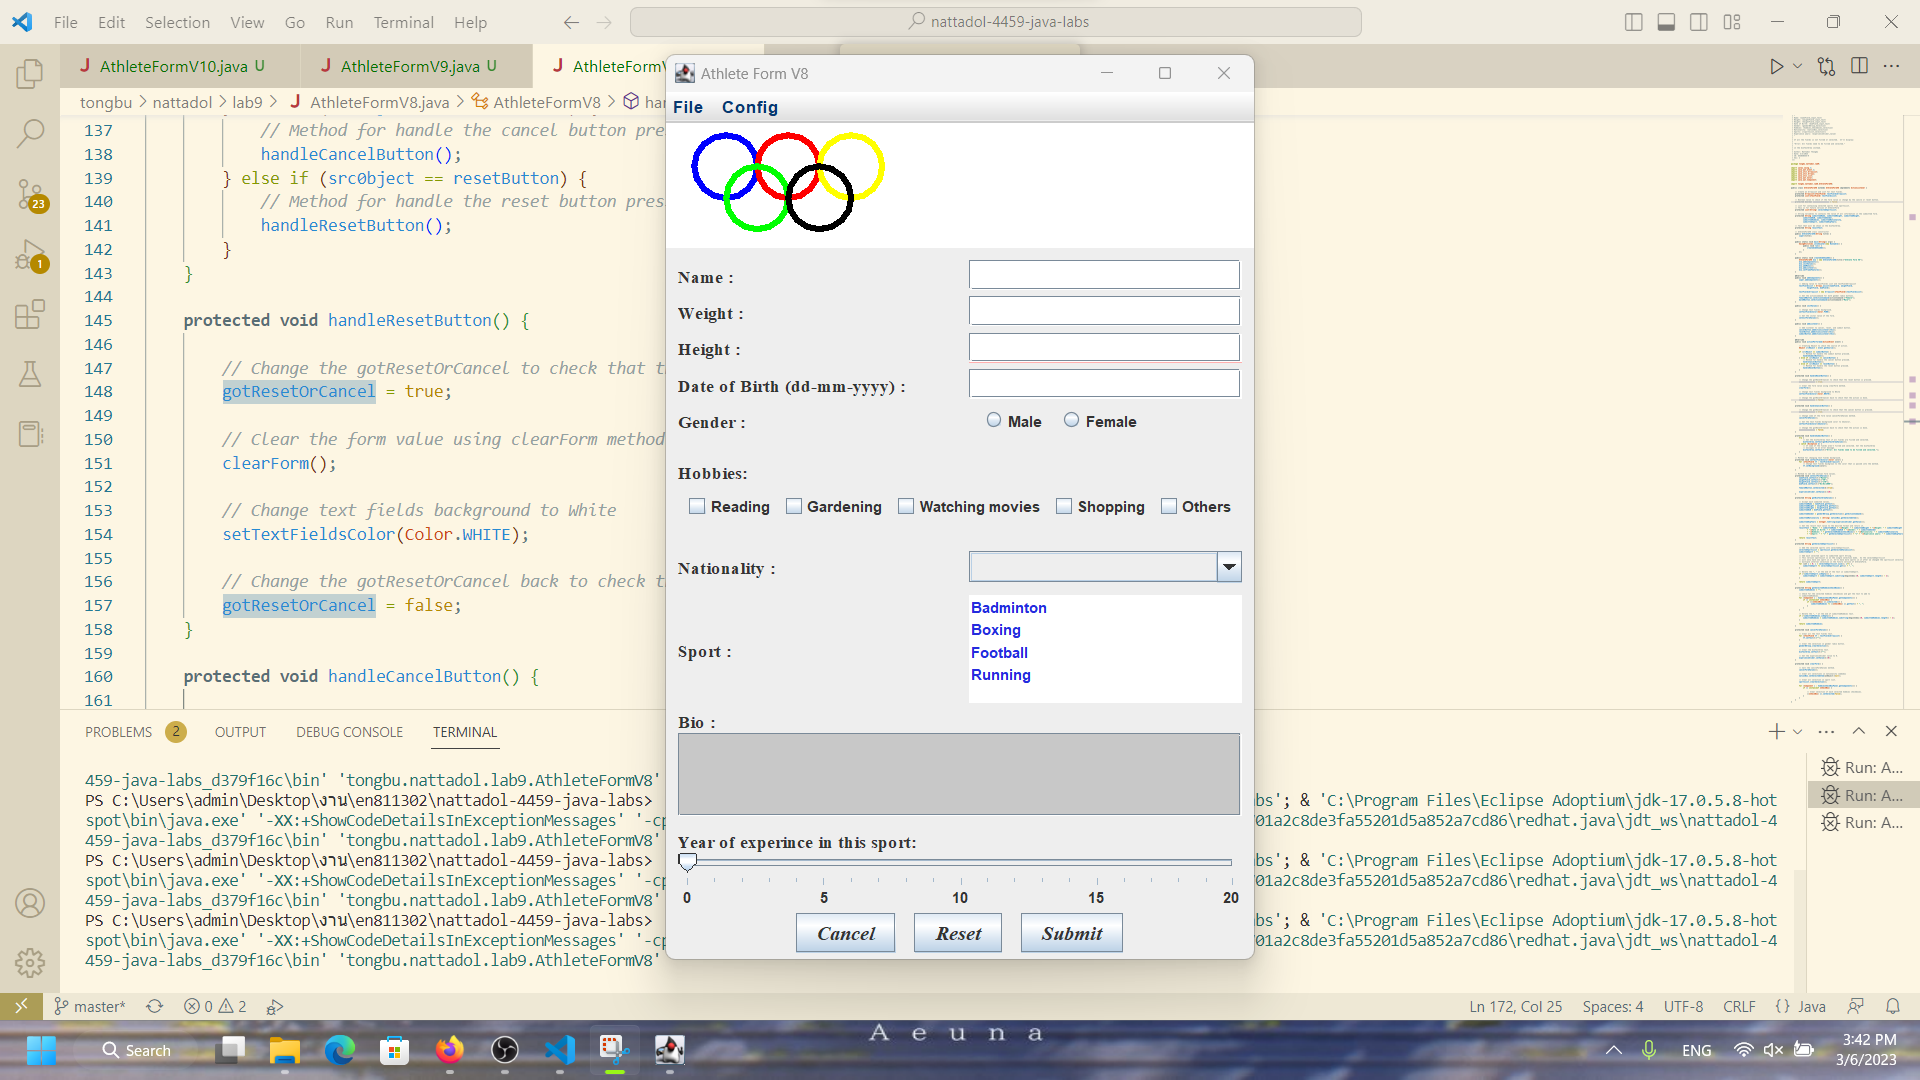 File Edit Selection View Go Run Terminal Help
nattadol-4459-java-labs
AthleteFormV10.java U
AthleteFormV9.java U
AthleteFormV
tongbu > nattadol > lab9 > AthleteFormV8.java > AthleteFormV8 > ha
137 // Method for handle the cancel button pre
138 handleCancelButton();
139 } else if (srcObject == resetButton) {
140 // Method for handle the reset button pres
141 handleResetButton();
142 }
143 }
144
145 protected void handleResetButton() {
146
147 // Change the gotResetOrCancel to check that t
148 gotResetOrCancel = true;
149
150 // Clear the form value using clearForm method
151 clearForm();
152
153 // Change text fields background to White
154 setTextFieldsColor(Color.WHITE);
155
156 // Change the gotResetOrCancel back to check t
157 gotResetOrCancel = false;
158 }
159
160 protected void handleCancelButton() {
161
Athlete Form V8
File Config
Name :
Weight :
Height :
Date of Birth (dd-mm-yyyy) :
Gender : Male Female
Hobbies:
Reading Gardening Watching movies Shopping Others
Nationality :
Badminton
Boxing
Football
Running
Sport :
Bio :
Year of experince in this sport:
0 5 10 15 20
Cancel Reset Submit
PROBLEMS 2 OUTPUT DEBUG CONSOLE TERMINAL
459-java-labs_d379f16c\bin' 'tongbu.nattadol.lab9.AthleteFormV8'
PS C:\Users\admin\Desktop\งาน\en811302\nattadol-4459-java-labs> bs'; & 'C:\Program Files\Eclipse Adoptium\jdk-17.0.5.8-hot
spot\bin\java.exe' '-XX:+ShowCodeDetailsInExceptionMessages' '-cp 01a2c8de3fa55201d5a852a7cd86\redhat.java\jdt_ws\nattadol-4
459-java-labs_d379f16c\bin' 'tongbu.nattadol.lab9.AthleteFormV8'
PS C:\Users\admin\Desktop\งาน\en811302\nattadol-4459-java-labs> bs'; & 'C:\Program Files\Eclipse Adoptium\jdk-17.0.5.8-hot
spot\bin\java.exe' '-XX:+ShowCodeDetailsInExceptionMessages' '-cp 01a2c8de3fa55201d5a852a7cd86\redhat.java\jdt_ws\nattadol-4
459-java-labs_d379f16c\bin' 'tongbu.nattadol.lab9.AthleteFormV8'
PS C:\Users\admin\Desktop\งาน\en811302\nattadol-4459-java-labs> bs'; & 'C:\Program Files\Eclipse Adoptium\jdk-17.0.5.8-hot
spot\bin\java.exe' '-XX:+ShowCodeDetailsInExceptionMessages' '-cp 01a2c8de3fa55201d5a852a7cd86\redhat.java\jdt_ws\nattadol-4
459-java-labs_d379f16c\bin' 'tongbu.nattadol.lab9.AthleteFormV8'
Run: A...
Run: A...
Run: A...
23
1
master* 0 2
Ln 172, Col 25 Spaces: 4 UTF-8 CRLF {} Java
Aeuna
Search
ENG
3:42 PM
3/6/2023